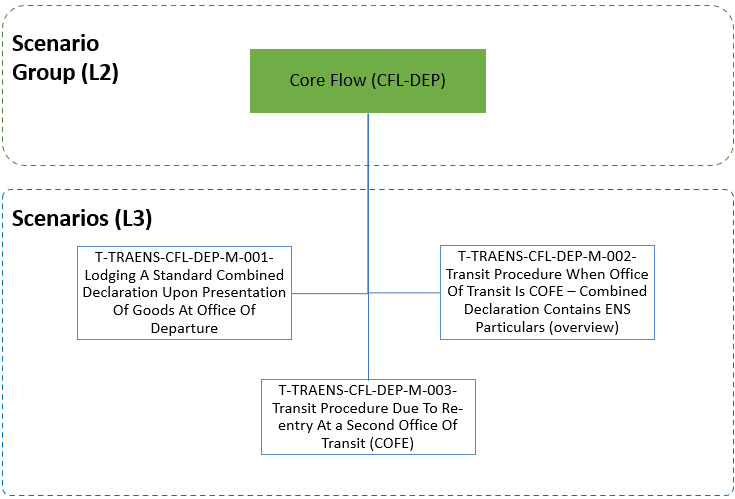 Scenario
Group (L2)
Core Flow (CFL-DEP)
Scenarios (L3)
T-TRAENS-CFL-DEP-M-001-
Lodging A Standard Combined
Declaration Upon Presentation
Of Goods At Office Of
Departure
T-TRAENS-CFL-DEP-M-002-
Transit Procedure When Office
Of Transit Is COFE – Combined
Declaration Contains ENS
Particulars (overview)
T-TRAENS-CFL-DEP-M-003-
Transit Procedure Due To Re-
entry At a Second Office Of
Transit (COFE)